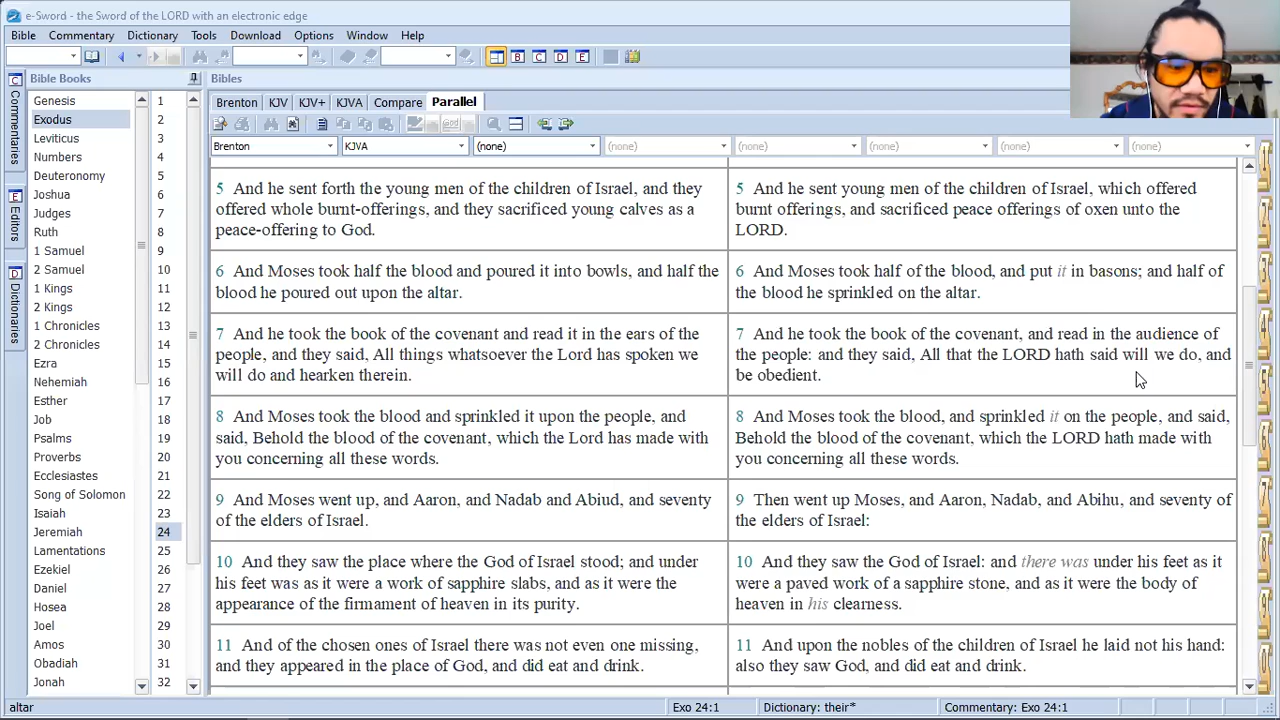 e-Sword - the Sword of the LORD with an electronic edge
Bible Commentary Dictionary Tools Download Options Window Help
B C D E
Bible Books
Bibles
Commentaries
Editors
Dictionaries
Genesis 1
Exodus 2
Leviticus 3
Numbers 4
Deuteronomy 5
Joshua 6
Judges 7
Ruth 8
1 Samuel 9
2 Samuel 10
1 Kings 11
2 Kings 12
1 Chronicles 13
2 Chronicles 14
Ezra 15
Nehemiah 16
Esther 17
Job 18
Psalms 19
Proverbs 20
Ecclesiastes 21
Song of Solomon 22
Isaiah 23
Jeremiah 24
Lamentations 25
Ezekiel 26
Daniel 27
Hosea 28
Joel 29
Amos 30
Obadiah 31
Jonah 32
Brenton KJV KJV+ KJVA Compare Parallel
Brenton KJVA (none) (none) (none) (none) (none) (none)
5 And he sent forth the young men of the children of Israel, and they
offered whole burnt-offerings, and they sacrificed young calves as a
peace-offering to God.
6 And Moses took half the blood and poured it into bowls, and half the
blood he poured out upon the altar.
7 And he took the book of the covenant and read it in the ears of the
people, and they said, All things whatsoever the Lord has spoken we
will do and hearken therein.
8 And Moses took the blood and sprinkled it upon the people, and
said, Behold the blood of the covenant, which the Lord has made with
you concerning all these words.
9 And Moses went up, and Aaron, and Nadab and Abiud, and seventy
of the elders of Israel.
10 And they saw the place where the God of Israel stood; and under
his feet was as it were a work of sapphire slabs, and as it were the
appearance of the firmament of heaven in its purity.
11 And of the chosen ones of Israel there was not even one missing,
and they appeared in the place of God, and did eat and drink.
5 And he sent young men of the children of Israel, which offered
burnt offerings, and sacrificed peace offerings of oxen unto the
LORD.
6 And Moses took half of the blood, and put it in basons; and half of
the blood he sprinkled on the altar.
7 And he took the book of the covenant, and read in the audience of
the people: and they said, All that the LORD hath said will we do, and
be obedient.
8 And Moses took the blood, and sprinkled it on the people, and said,
Behold the blood of the covenant, which the LORD hath made with
you concerning all these words.
9 Then went up Moses, and Aaron, Nadab, and Abihu, and seventy of
the elders of Israel:
10 And they saw the God of Israel: and there was under his feet as it
were a paved work of a sapphire stone, and as it were the body of
heaven in his clearness.
11 And upon the nobles of the children of Israel he laid not his hand:
also they saw God, and did eat and drink.
altar Exo 24:1 Dictionary: their* Commentary: Exo 24:1